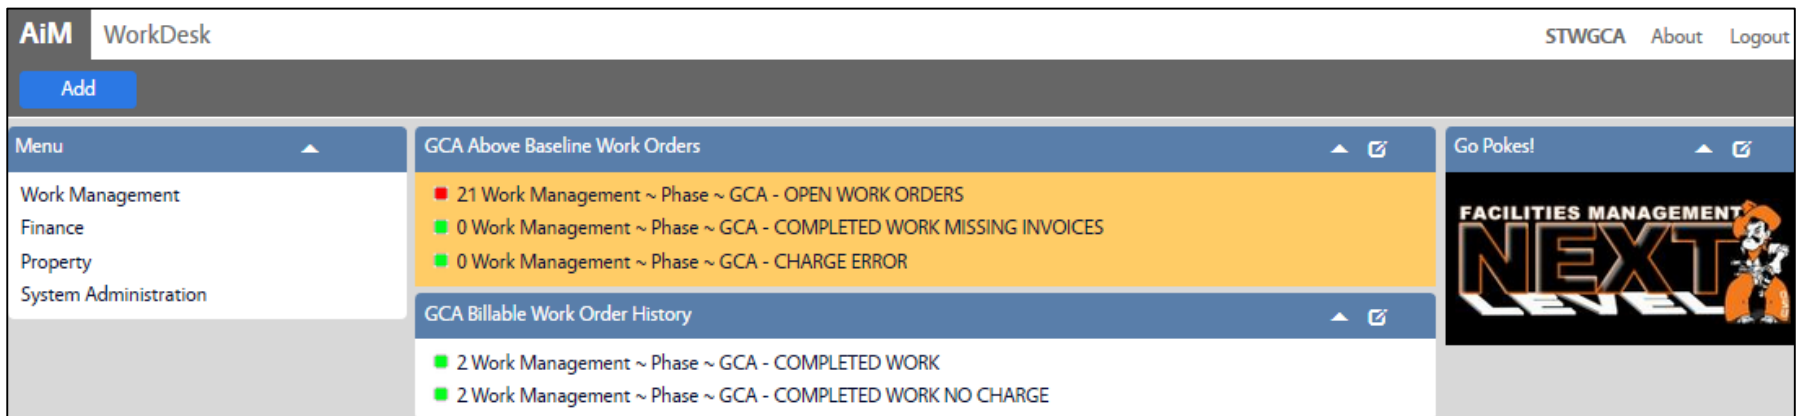 AiM WorkDesk STWGCA About Logout
Add
Menu
Work Management
Finance
Property
System Administration
GCA Above Baseline Work Orders
21 Work Management ~ Phase ~ GCA - OPEN WORK ORDERS
0 Work Management ~ Phase ~ GCA - COMPLETED WORK MISSING INVOICES
0 Work Management ~ Phase ~ GCA - CHARGE ERROR
GCA Billable Work Order History
2 Work Management ~ Phase ~ GCA - COMPLETED WORK
2 Work Management ~ Phase ~ GCA - COMPLETED WORK NO CHARGE
Go Pokes!
FACILITIES MANAGEMENT
NEXT
LEVEL